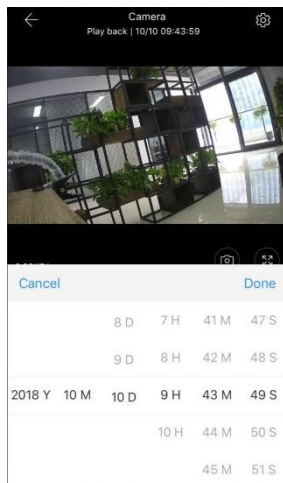 Camera
Play back | 10/10 09:43:59
Cancel Done
8 D 7 H 41 M 47 S
9 D 8 H 42 M 48 S
2018 Y 10 M 10 D 9 H 43 M 49 S
10 H 44 M 50 S
45 M 51 S